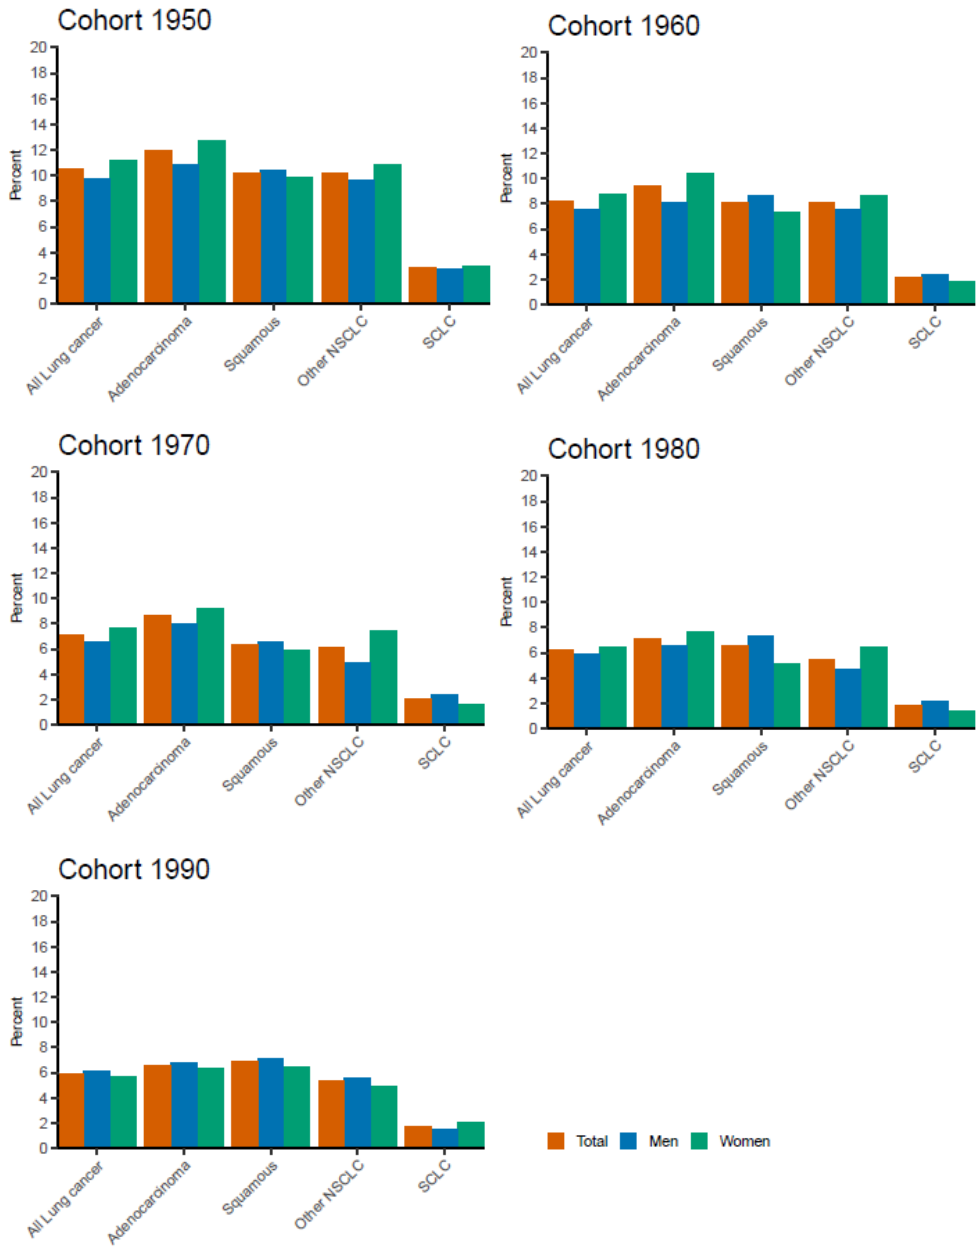 Cohort 1950
20
18
16
14
12
10
8
6
4
2
0
Percent
All Lung cancer
Adenocarcinoma
Squamous
Other NSCLC
SCLC
Cohort 1960
20
18
16
14
12
10
8
6
4
2
0
Percent
All Lung cancer
Adenocarcinoma
Squamous
Other NSCLC
SCLC
Cohort 1970
20
18
16
14
12
10
8
6
4
2
0
Percent
All Lung cancer
Adenocarcinoma
Squamous
Other NSCLC
SCLC
Cohort 1980
20
18
16
14
12
10
8
6
4
2
0
Percent
All Lung cancer
Adenocarcinoma
Squamous
Other NSCLC
SCLC
Cohort 1990
20
18
16
14
12
10
8
6
4
2
0
Percent
All Lung cancer
Adenocarcinoma
Squamous
Other NSCLC
SCLC
Total Men Women